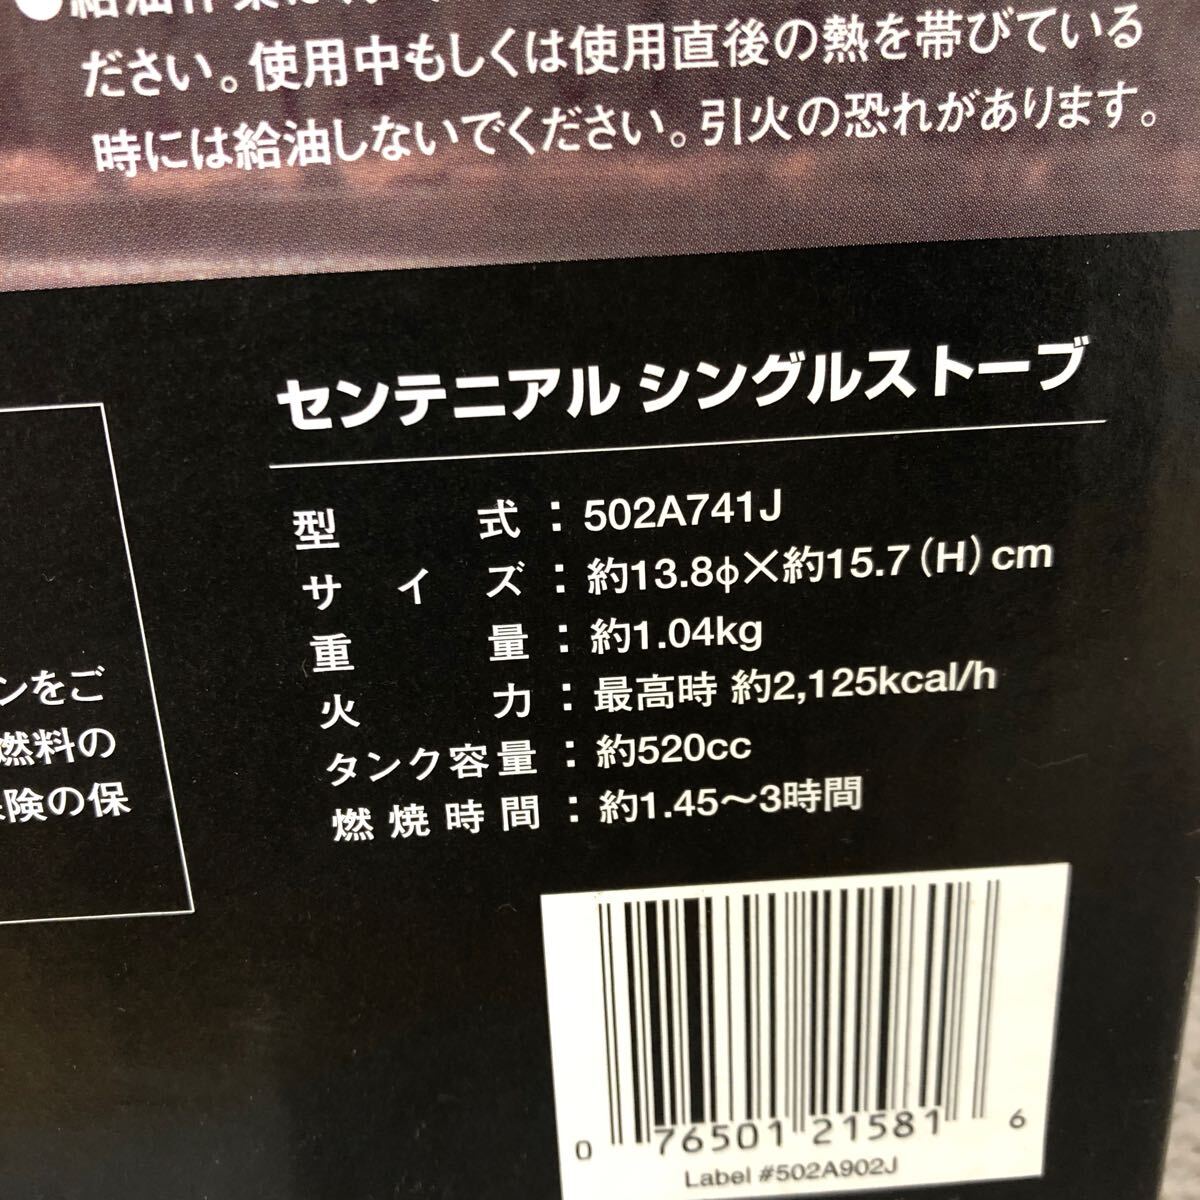 ださい。使用中もしくは使用直後の熱を帯びている
時には給油しないでください。引火の恐れがあります。
センテニアル シングルストーブ
型式：502A741J
サイズ：約13.8φ×約15.7(H)cm
重量：約1.04kg
火力：最高時 約2,125kcal/h
タンク容量：約520cc
燃焼時間：約1.45～3時間
ンをご
燃料の
険の保
0 76501 21581 6
Label #502A902J